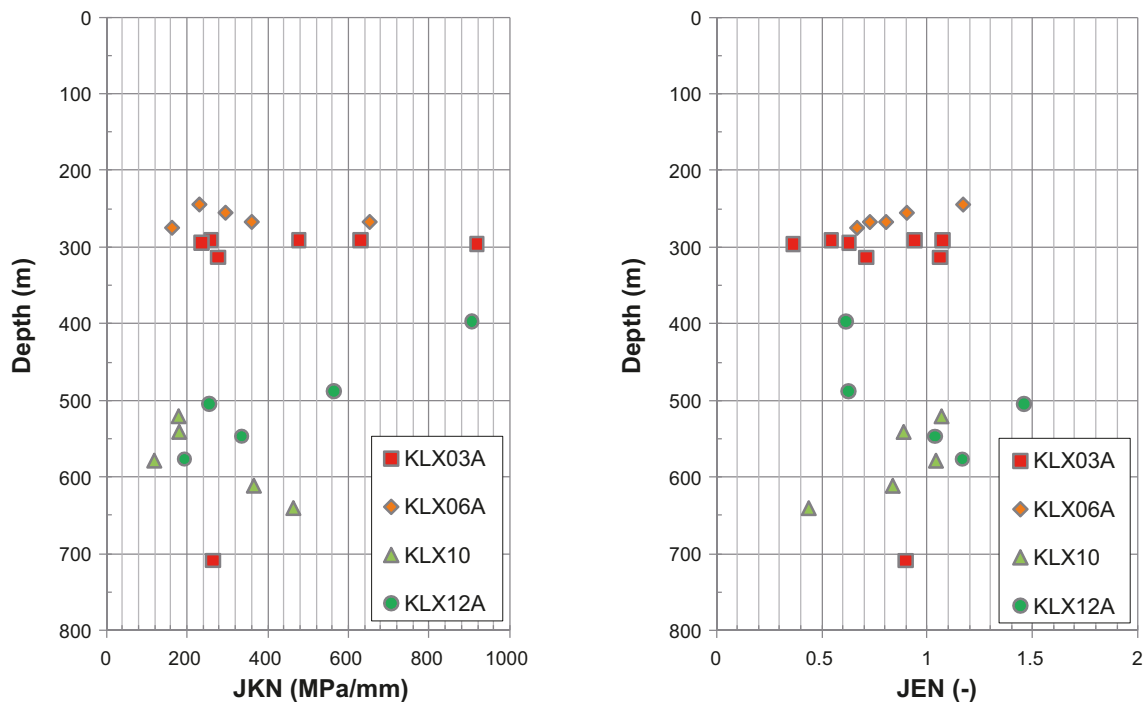 0
100
200
300
400
500
600
700
800
Depth (m)
0 200 400 600 800 1000
JKN (MPa/mm)
KLX03A
KLX06A
KLX10
KLX12A
0
100
200
300
400
500
600
700
800
Depth (m)
0 0.5 1 1.5 2
JEN (-)
KLX03A
KLX06A
KLX10
KLX12A